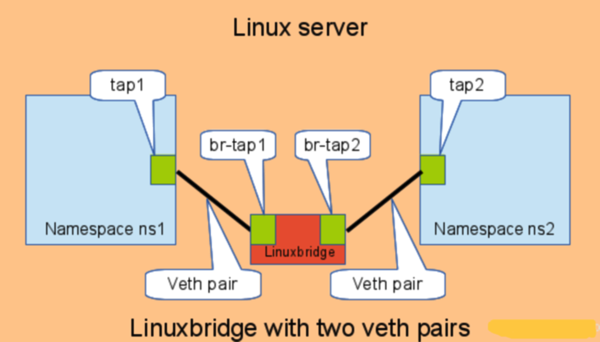 Linux server
tap1
tap2
br-tap1
br-tap2
Namespace ns1
Namespace ns2
Linuxbridge
Veth pair
Veth pair
Linuxbridge with two veth pairs